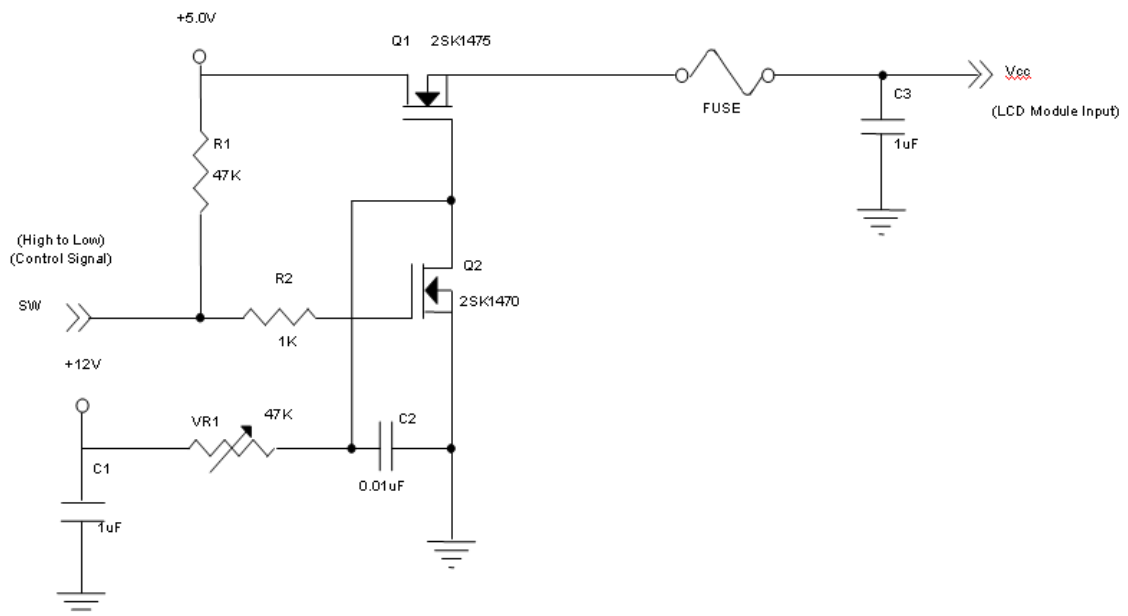 +5.0V
Q1 2SK1475
Vcc
C3
FUSE
(LCD Module Input)
R1
1uF
47K
(High to Low)
(Control Signal)
Q2
R2
SW
2SK1470
1K
+12V
47K
VR1
C2
C1
0.01uF
1uF